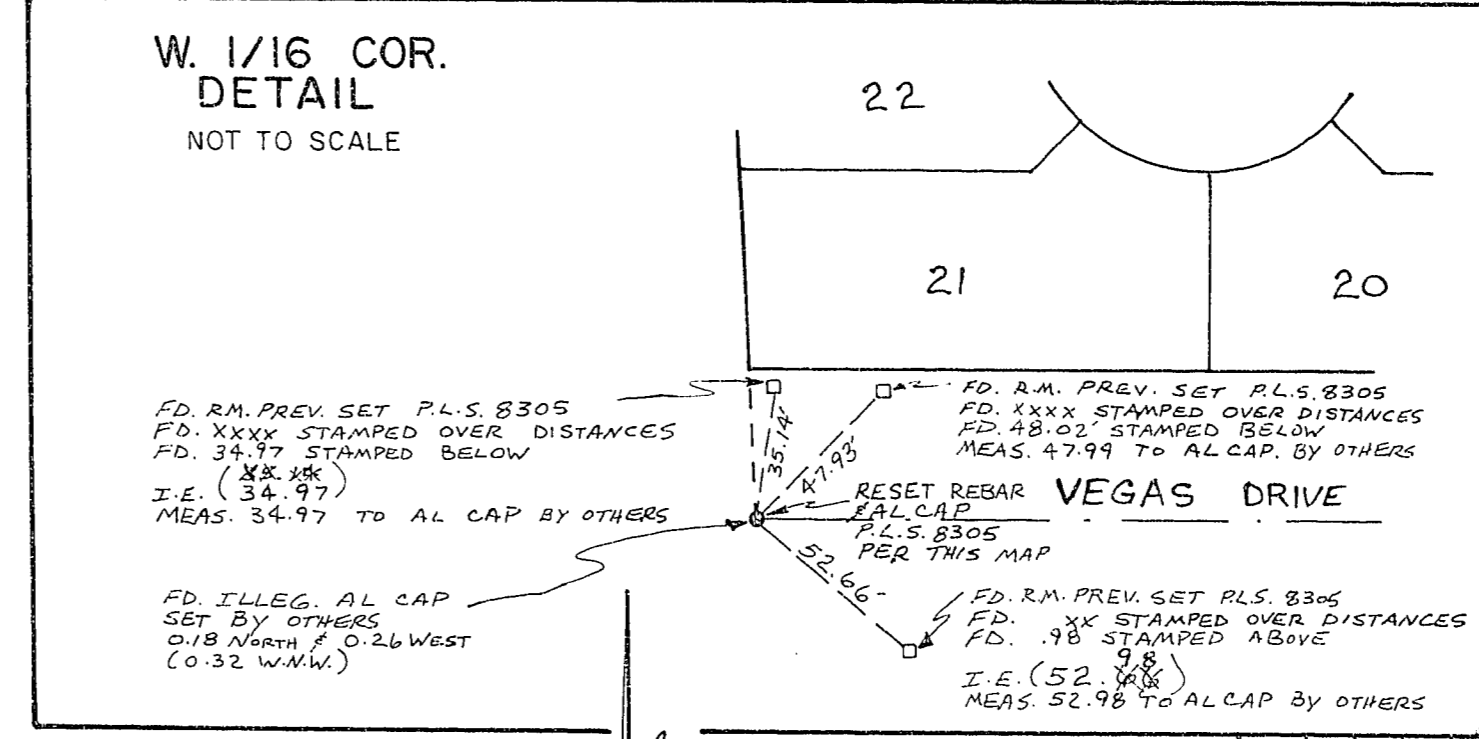 W. 1/16 COR.
DETAIL
NOT TO SCALE
22
21
20
FD. RM. PREV. SET P.L.S. 8305
FD. XXXX STAMPED OVER DISTANCES
FD. 34.97 STAMPED BELOW
I.E. (34.97)
MEAS. 34.97 TO AL CAP BY OTHERS
FD. ILLEG. AL CAP
SET BY OTHERS
0.18 NORTH & 0.26 WEST
(0.32 W.N.W.)
35.14'
47.93'
52.66
FD. R.M. PREV. SET P.L.S. 8305
FD. XXXX STAMPED OVER DISTANCES
FD. 48.02' STAMPED BELOW
MEAS. 47.99 TO AL CAP. BY OTHERS
RESET REBAR
& AL CAP
P.L.S. 8305
PER THIS MAP
VEGAS DRIVE
FD. R.M. PREV. SET P.L.S. 8305
FD. XX STAMPED OVER DISTANCES
FD. .98 STAMPED ABOVE
98
I.E. (52.66)
MEAS. 52.98 TO AL CAP BY OTHERS